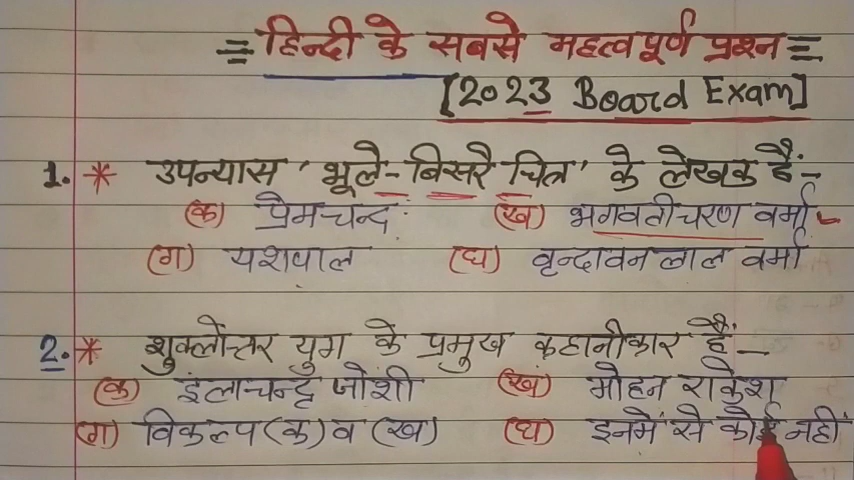 = हिन्दी के सबसे महत्वपूर्ण प्रश्न =
[2023 Board Exam]
1. * उपन्यास 'भूले-बिसरे चित्र' के लेखक हैं-
(क) प्रेमचन्द (ख) भगवतीचरण वर्मा
(ग) यशपाल (घ) वृन्दावन लाल वर्मा
2. * शुक्लोत्तर युग के प्रमुख कहानीकार हैं-
(क) इलाचन्द्र जोशी (ख) मोहन राकेश
(ग) विकल्प (क) व (ख) (घ) इनमें से कोई नहीं